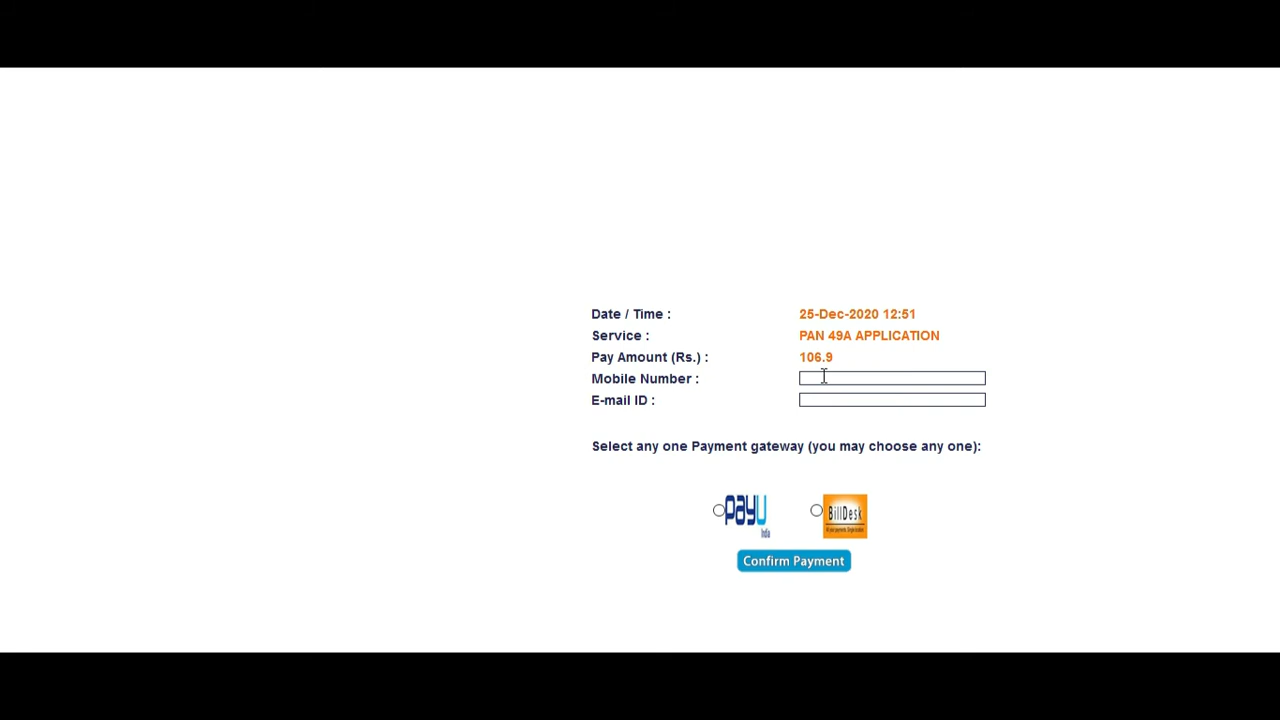 Date / Time : 25-Dec-2020 12:51
Service : PAN 49A APPLICATION
Pay Amount (Rs.) : 106.9
Mobile Number :
E-mail ID :
Select any one Payment gateway (you may choose any one):
payU India BillDesk
Confirm Payment